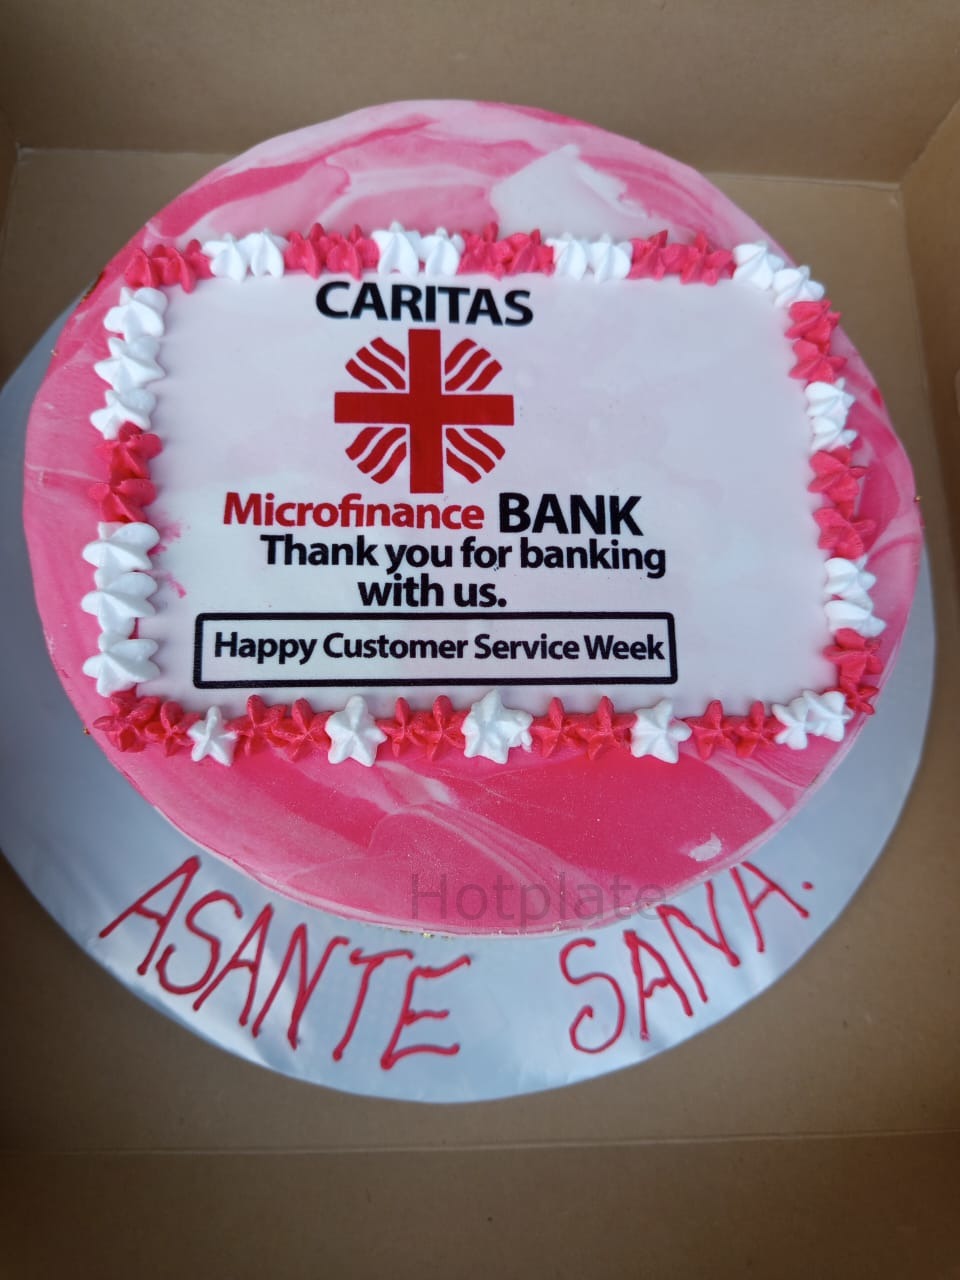 CARITAS
Microfinance BANK
Thank you for banking
with us.
Happy Customer Service Week
Hotplate
ASANTE SANA.